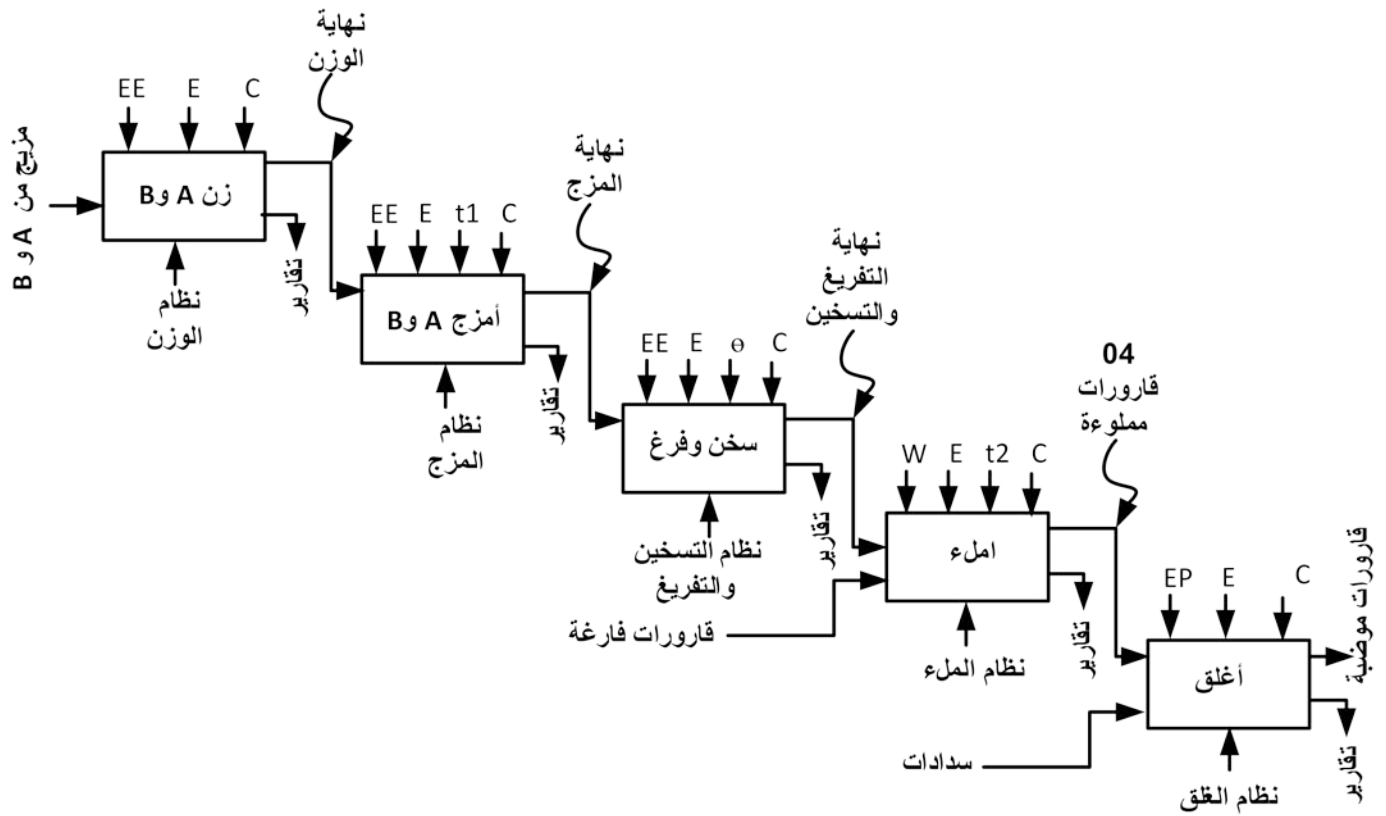 مزيج من A و B
EE E C
زن A وB
نهاية
الوزن
تقارير
نظام
الوزن
EE E t1 C
أمزج A وB
نهاية
المزج
تقارير
نظام
المزج
EE E ɵ C
سخن وفرغ
نهاية
التفريغ
والتسخين
تقارير
نظام التسخين
والتفريغ
W E t2 C
املء
04
قارورات
مملوءة
تقارير
قارورات فارغة
نظام الملء
EP E C
أغلق
قارورات موضبة
تقارير
سدادات
نظام الغلق